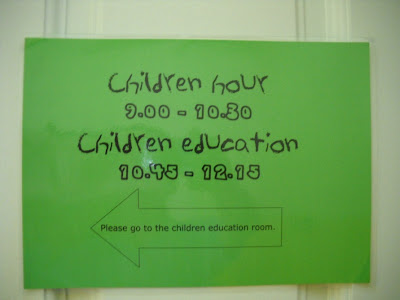 Children hour
9.00 - 10.30
Children education
10.45 - 12.15
Please go to the children education room.